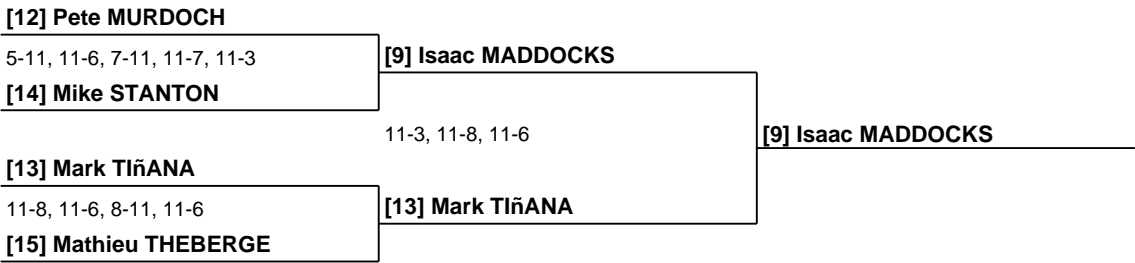 [12] Pete MURDOCH
5-11, 11-6, 7-11, 11-7, 11-3
[9] Isaac MADDOCKS
[14] Mike STANTON
11-3, 11-8, 11-6
[9] Isaac MADDOCKS
[13] Mark TIñANA
11-8, 11-6, 8-11, 11-6
[13] Mark TIñANA
[15] Mathieu THEBERGE